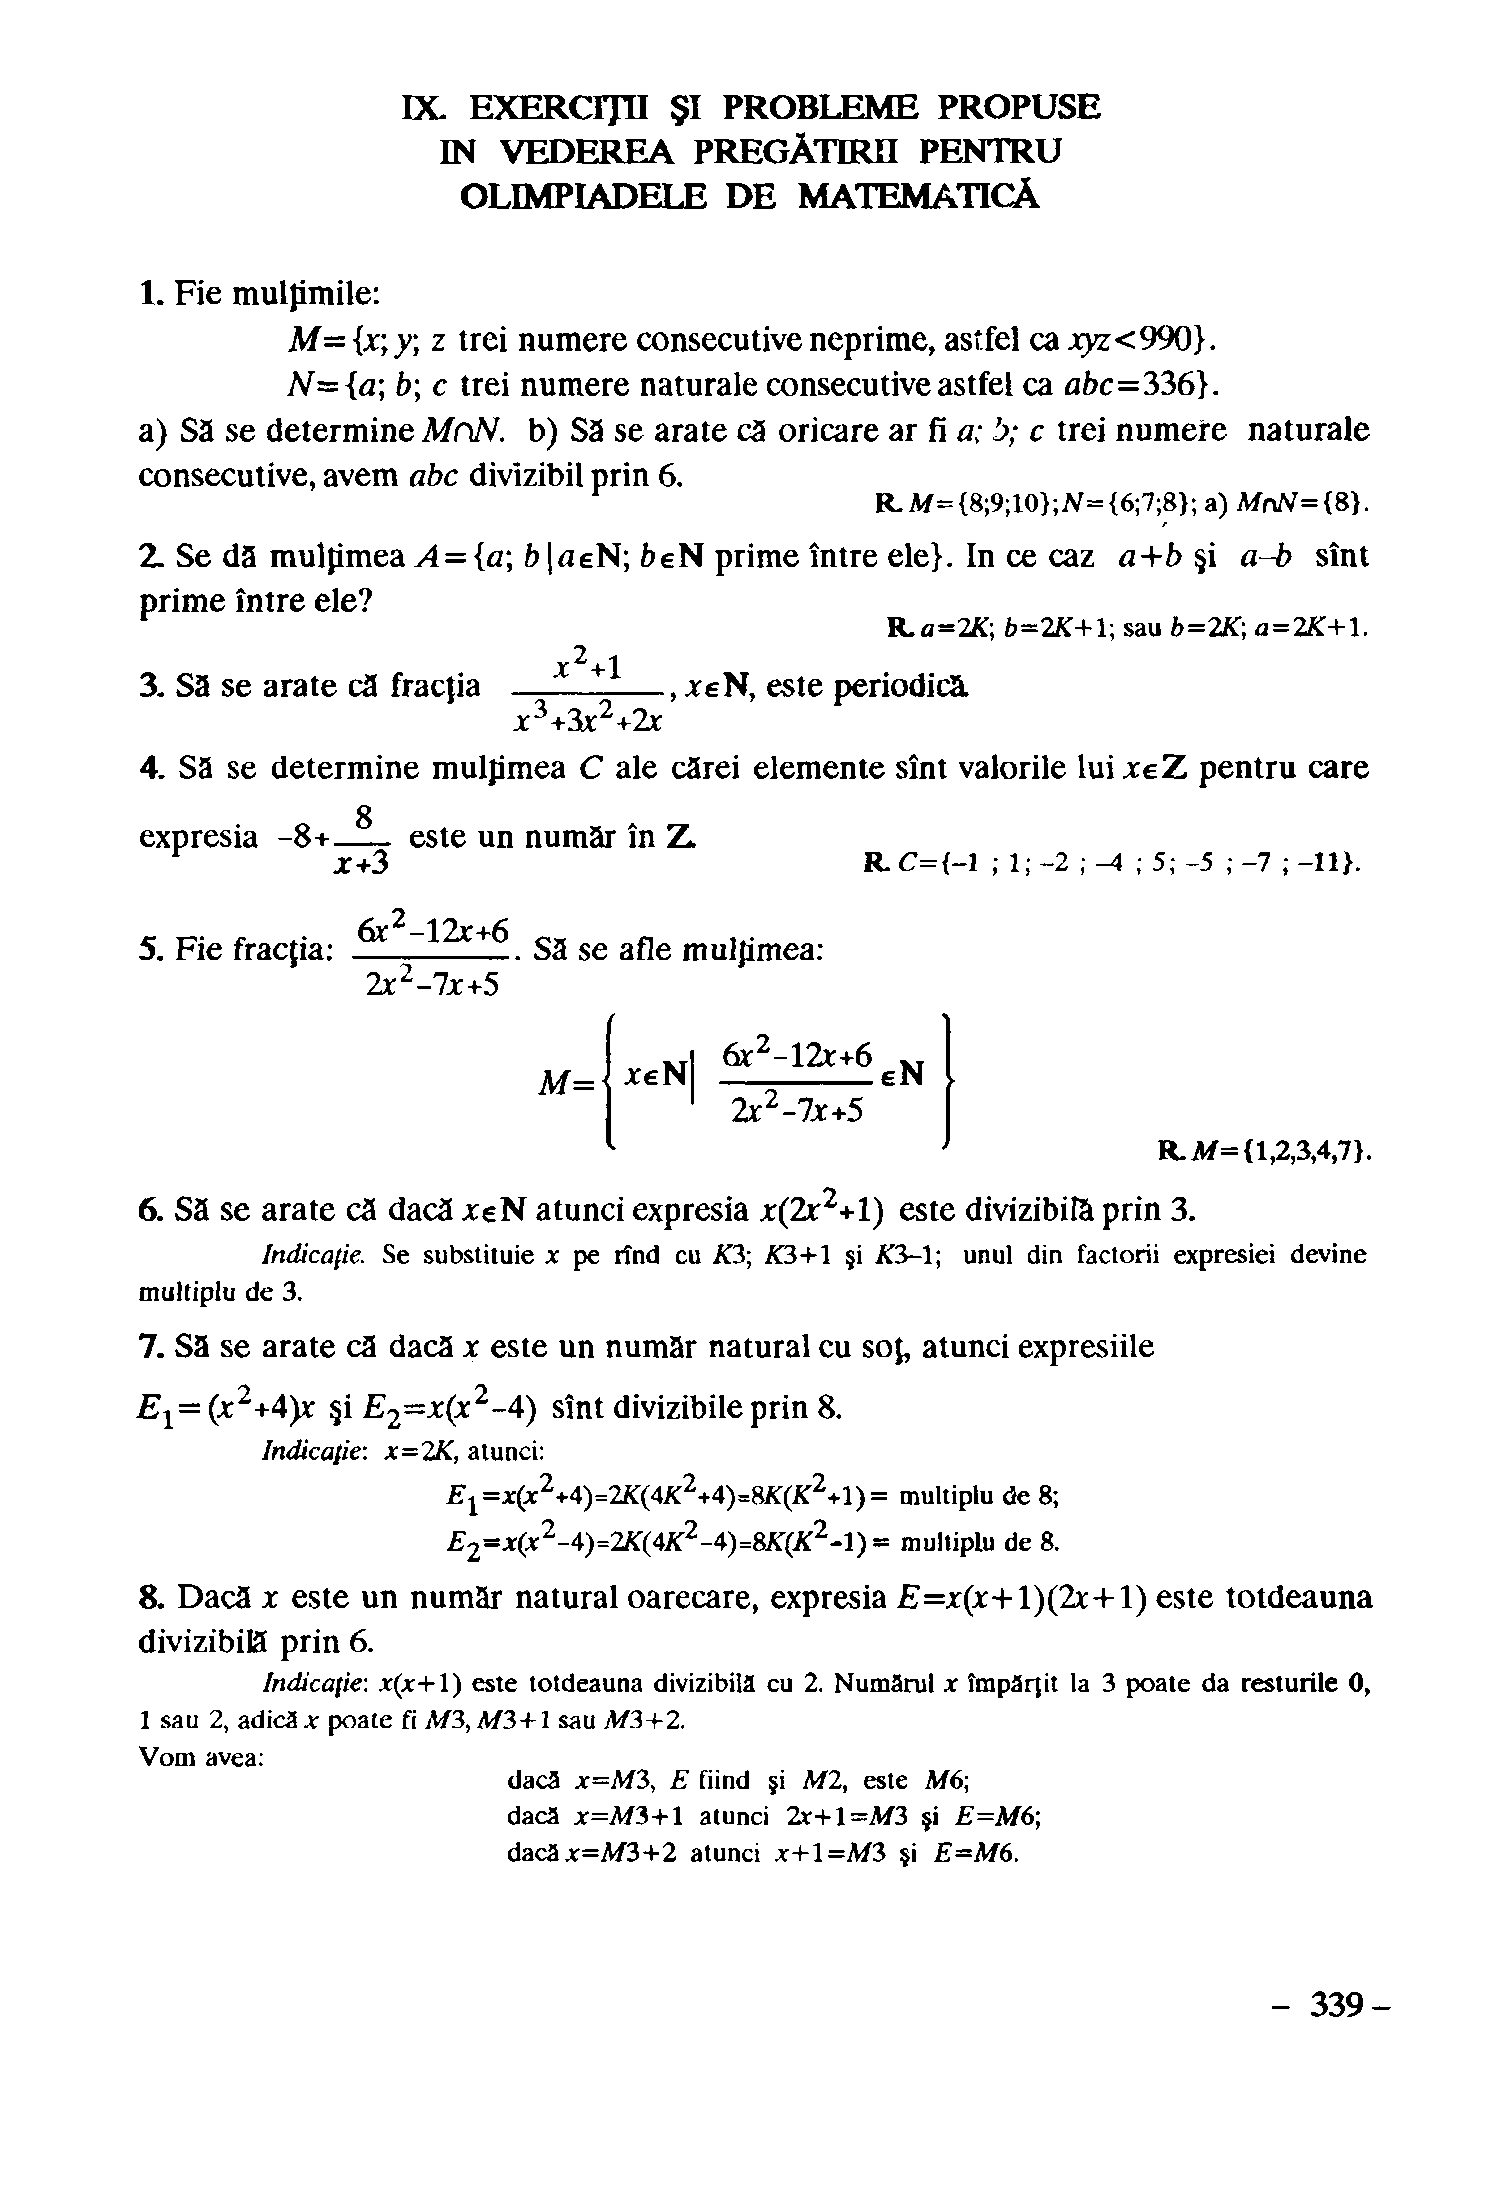 IX. EXERCIŢII ŞI PROBLEME PROPUSE
IN VEDEREA PREGĂTIRII PENTRU
OLIMPIADELE DE MATEMATICĂ
1. Fie mulţimile:
M={x; y; z trei numere consecutive neprime, astfel ca xyz<990}.
N={a; b; c trei numere naturale consecutive astfel ca abc=336}.
a) Să se determine M∩N. b) Să se arate că oricare ar fi a; b; c trei numere naturale
consecutive, avem abc divizibil prin 6.
R. M={8;9;10};N={6;7;8}; a) M∩N={8}.
2. Se dă mulţimea A={a; b|aєN; bєN prime între ele}. In ce caz a+b şi a–b sînt
prime între ele?
R. a=2K; b=2K+1; sau b=2K; a=2K+1.
3. Să se arate că fracţia (x²+1)/(x³+3x²+2x), xєN, este periodică.
4. Să se determine mulţimea C ale cărei elemente sînt valorile lui xєZ pentru care
expresia -8+8/(x+3) este un număr în Z.
R. C={-1 ; 1; -2 ; -4 ; 5; -5 ; -7 ; -11}.
5. Fie fracţia: (6x²-12x+6)/(2x²-7x+5). Să se afle mulţimea:
M={xєN| (6x²-12x+6)/(2x²-7x+5) єN}
R. M={1,2,3,4,7}.
6. Să se arate că dacă xєN atunci expresia x(2x²+1) este divizibilă prin 3.
Indicaţie. Se substituie x pe rînd cu K3; K3+1 şi K3–1; unul din factorii expresiei devine
multiplu de 3.
7. Să se arate că dacă x este un număr natural cu soţ, atunci expresiile
E₁=(x²+4)x şi E₂=x(x²-4) sînt divizibile prin 8.
Indicaţie: x=2K, atunci:
E₁=x(x²+4)=2K(4K²+4)=8K(K²+1)= multiplu de 8;
E₂=x(x²-4)=2K(4K²-4)=8K(K²-1)= multiplu de 8.
8. Dacă x este un număr natural oarecare, expresia E=x(x+1)(2x+1) este totdeauna
divizibilă prin 6.
Indicaţie: x(x+1) este totdeauna divizibilă cu 2. Numărul x împărţit la 3 poate da resturile 0,
1 sau 2, adică x poate fi M3, M3+1 sau M3+2.
Vom avea:
dacă x=M3, E fiind şi M2, este M6;
dacă x=M3+1 atunci 2x+1=M3 şi E=M6;
dacă x=M3+2 atunci x+1=M3 şi E=M6.
– 339 –